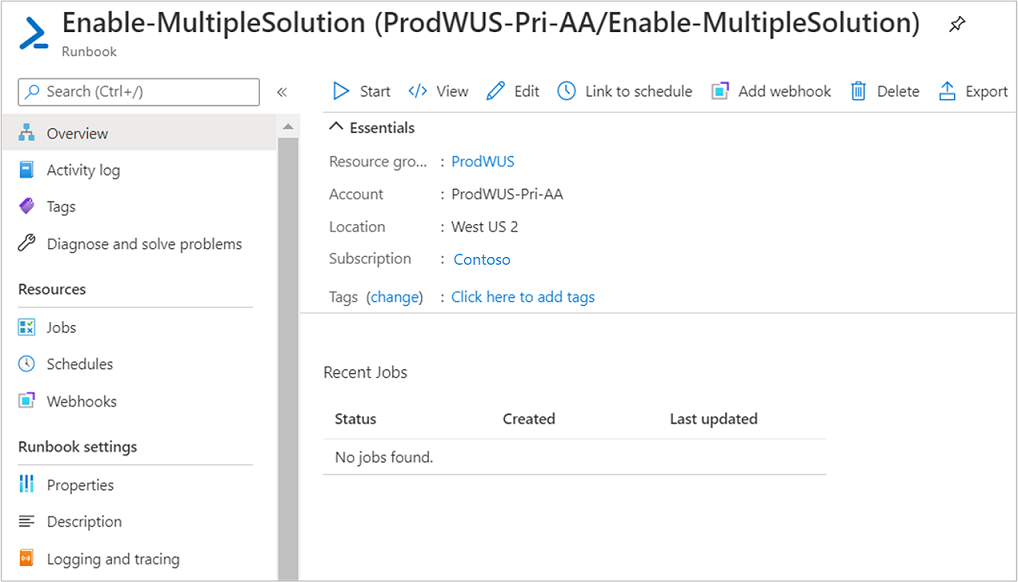 Enable-MultipleSolution (ProdWUS-Pri-AA/Enable-MultipleSolution)
Runbook
Search (Ctrl+/)
«
Start
View
Edit
Link to schedule
Add webhook
Delete
Export
Overview
Activity log
Tags
Diagnose and solve problems
Resources
Jobs
Schedules
Webhooks
Runbook settings
Properties
Description
Logging and tracing
Essentials
Resource gro... : ProdWUS
Account : ProdWUS-Pri-AA
Location : West US 2
Subscription : Contoso
Tags (change) : Click here to add tags
Recent Jobs
Status Created Last updated
No jobs found.